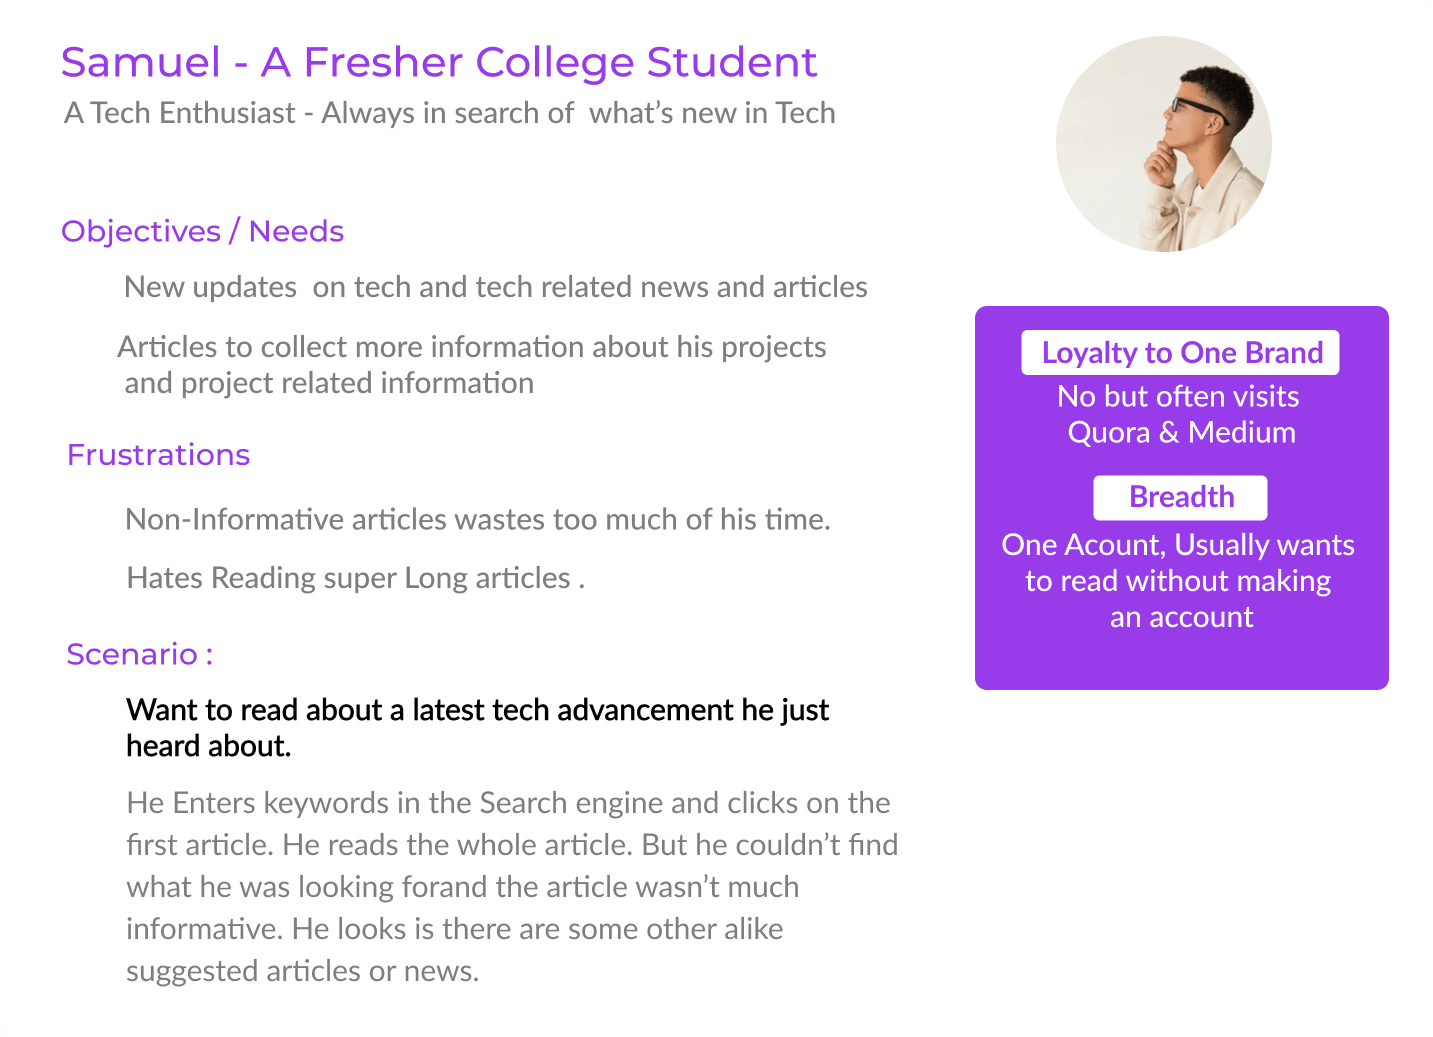 Samuel - A Fresher College Student
A Tech Enthusiast - Always in search of  what’s new in Tech
Objectives / Needs
New updates  on tech and tech related news and articles
Articles to collect more information about his projects
and project related information
Frustrations
Non-Informative articles wastes too much of his time.
Hates Reading super Long articles .
Scenario :
Want to read about a latest tech advancement he just
heard about.
He Enters keywords in the Search engine and clicks on the
first article. He reads the whole article. But he couldn’t find
what he was looking forand the article wasn’t much
informative. He looks is there are some other alike
suggested articles or news.
Loyalty to One Brand
No but often visits
Quora & Medium
Breadth
One Acount, Usually wants
to read without making
an account